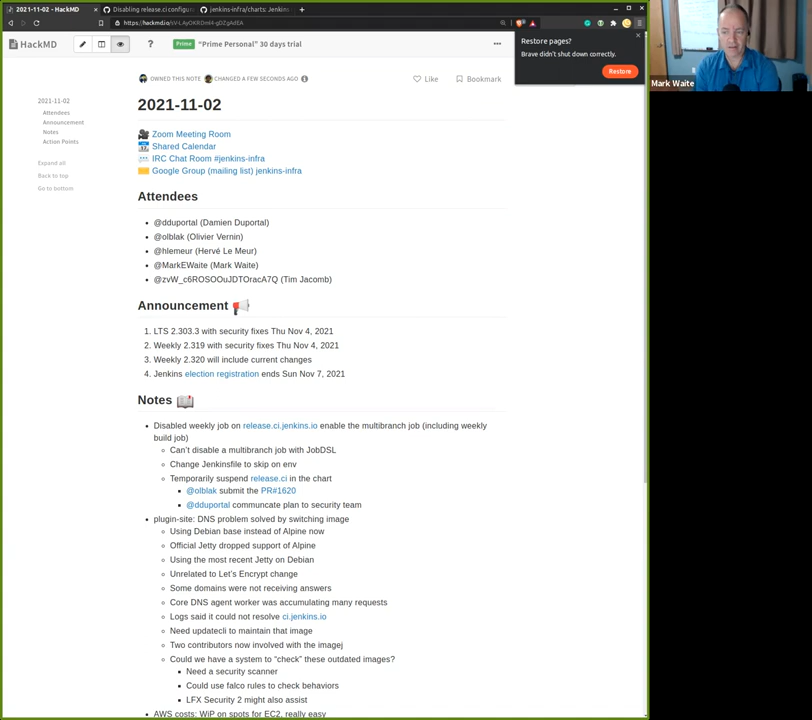 2021-11-02 - HackMD
Disabling release.ci configura
jenkins-infra/charts: Jenkins
HackMD
Prime
"Prime Personal" 30 days trial
Restore pages?
Brave didn't shut down correctly.
Restore
Mark Waite
OWNED THIS NOTE
CHANGED A FEW SECONDS AGO
Like
Bookmark
2021-11-02
Attendees
Announcement
Notes
Action Points
Expand all
Back to top
Go to bottom
2021-11-02
Zoom Meeting Room
Shared Calendar
IRC Chat Room #jenkins-infra
Google Group (mailing list) jenkins-infra
Attendees
• @dduportal (Damien Duportal)
• @olblak (Olivier Vernin)
• @hlemeur (Hervé Le Meur)
• @MarkEWaite (Mark Waite)
• @zvW_c6ROSOOuJDTOracA7Q (Tim Jacomb)
Announcement
1. LTS 2.303.3 with security fixes Thu Nov 4, 2021
2. Weekly 2.319 with security fixes Thu Nov 4, 2021
3. Weekly 2.320 will include current changes
4. Jenkins election registration ends Sun Nov 7, 2021
Notes
• Disabled weekly job on release.ci.jenkins.io enable the multibranch job (including weekly
build job)
Can't disable a multibranch job with JobDSL
Change Jenkinsfile to skip on env
Temporarily suspend release.ci in the chart
@olblak submit the PR#1620
@dduportal communcate plan to security team
• plugin-site: DNS problem solved by switching image
Using Debian base instead of Alpine now
Official Jetty dropped support of Alpine
Using the most recent Jetty on Debian
Unrelated to Let's Encrypt change
Some domains were not receiving answers
Core DNS agent worker was accumulating many requests
Logs said it could not resolve ci.jenkins.io
Need updatecli to maintain that image
Two contributors now involved with the imagej
Could we have a system to "check" these outdated images?
Need a security scanner
Could use falco rules to check behaviors
LFX Security 2 might also assist
• AWS costs: WiP on spots for EC2, really easy